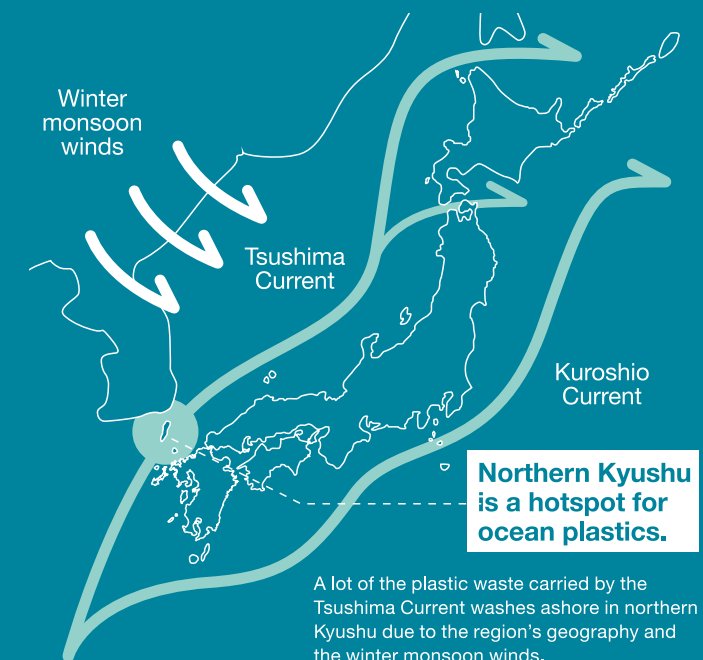 Winter
monsoon
winds
Tsushima
Current
Kuroshio
Current
Northern Kyushu
is a hotspot for
ocean plastics.
A lot of the plastic waste carried by the
Tsushima Current washes ashore in northern
Kyushu due to the region’s geography and
the winter monsoon winds.